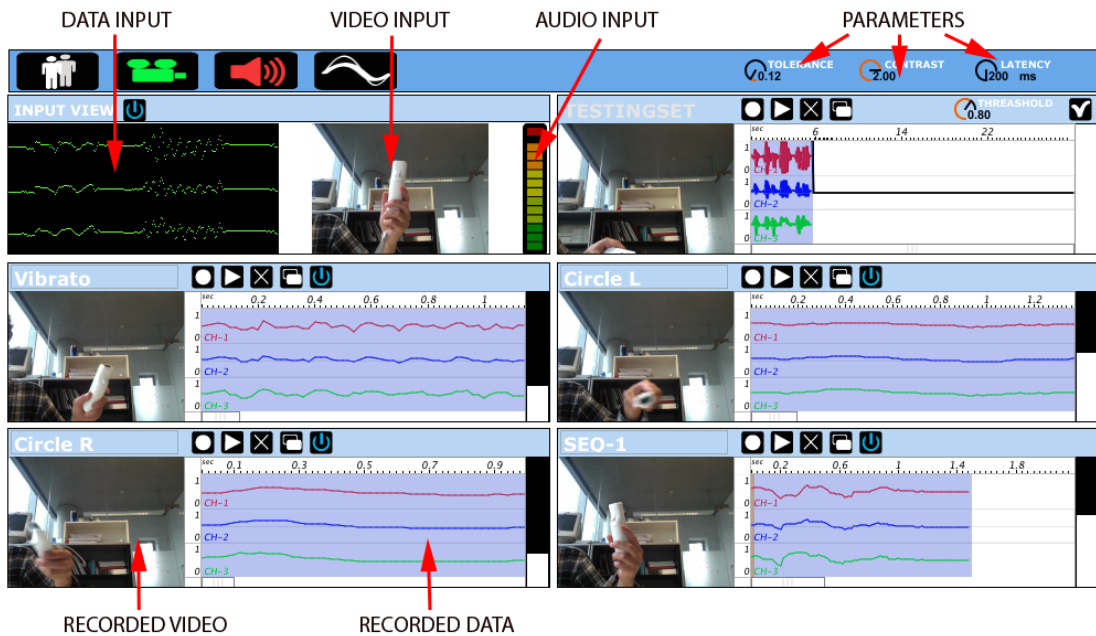 DATA INPUT VIDEO INPUT AUDIO INPUT PARAMETERS
TOLERANCE 0.12 CONTRAST 2.00 LATENCY 200 ms
INPUT VIEW
TESTINGSET
THREASHOLD 0.80
sec 6 14 22
1
0 CH-1
1
0 CH-2
1
0 CH-3
Vibrato
sec 0.2 0.4 0.6 0.8 1
1
0 CH-1
1
0 CH-2
1
0 CH-3
Circle L
sec 0.2 0.4 0.6 0.8 1 1.2
1
0 CH-1
1
0 CH-2
1
0 CH-3
Circle R
sec 0.1 0.3 0.5 0.7 0.9
1
0 CH-1
1
0 CH-2
1
0 CH-3
SEQ-1
sec 0.2 0.6 1 1.4 1.8
1
0 CH-1
1
0 CH-2
1
0 CH-3
RECORDED VIDEO RECORDED DATA